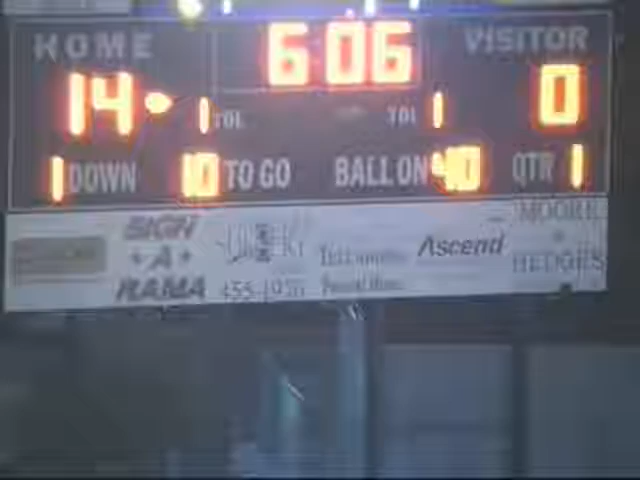 HOME 6:06 VISITOR
14 1 TOL TOL 1 0
1 DOWN 10 TO GO BALL ON 40 QTR 1
SIGN
A
RAMA
Ascend
MOORE
HEDGES